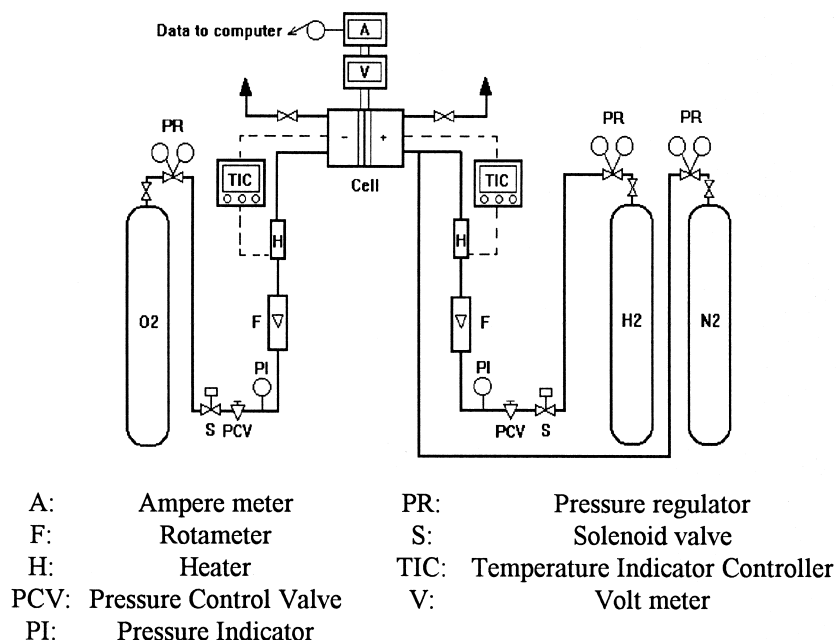 Data to computer
A
V
PR
PR
PR
- +
TIC
Cell
TIC
H
H
O2
F
F
H2
N2
PI
PI
S
PCV
PCV
S
A: Ampere meter PR: Pressure regulator
F: Rotameter S: Solenoid valve
H: Heater TIC: Temperature Indicator Controller
PCV: Pressure Control Valve V: Volt meter
PI: Pressure Indicator